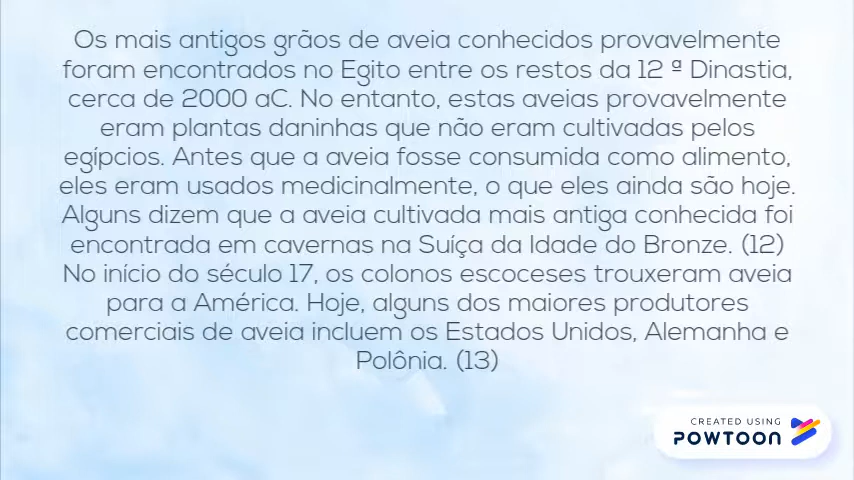 Os mais antigos grãos de aveia conhecidos provavelmente
foram encontrados no Egito entre os restos da 12 ª Dinastia,
cerca de 2000 aC. No entanto, estas aveias provavelmente
eram plantas daninhas que não eram cultivadas pelos
egípcios. Antes que a aveia fosse consumida como alimento,
eles eram usados medicinalmente, o que eles ainda são hoje.
Alguns dizem que a aveia cultivada mais antiga conhecida foi
encontrada em cavernas na Suíça da Idade do Bronze. (12)
No início do século 17, os colonos escoceses trouxeram aveia
para a América. Hoje, alguns dos maiores produtores
comerciais de aveia incluem os Estados Unidos, Alemanha e
Polônia. (13)
CREATED USING
POWTOON